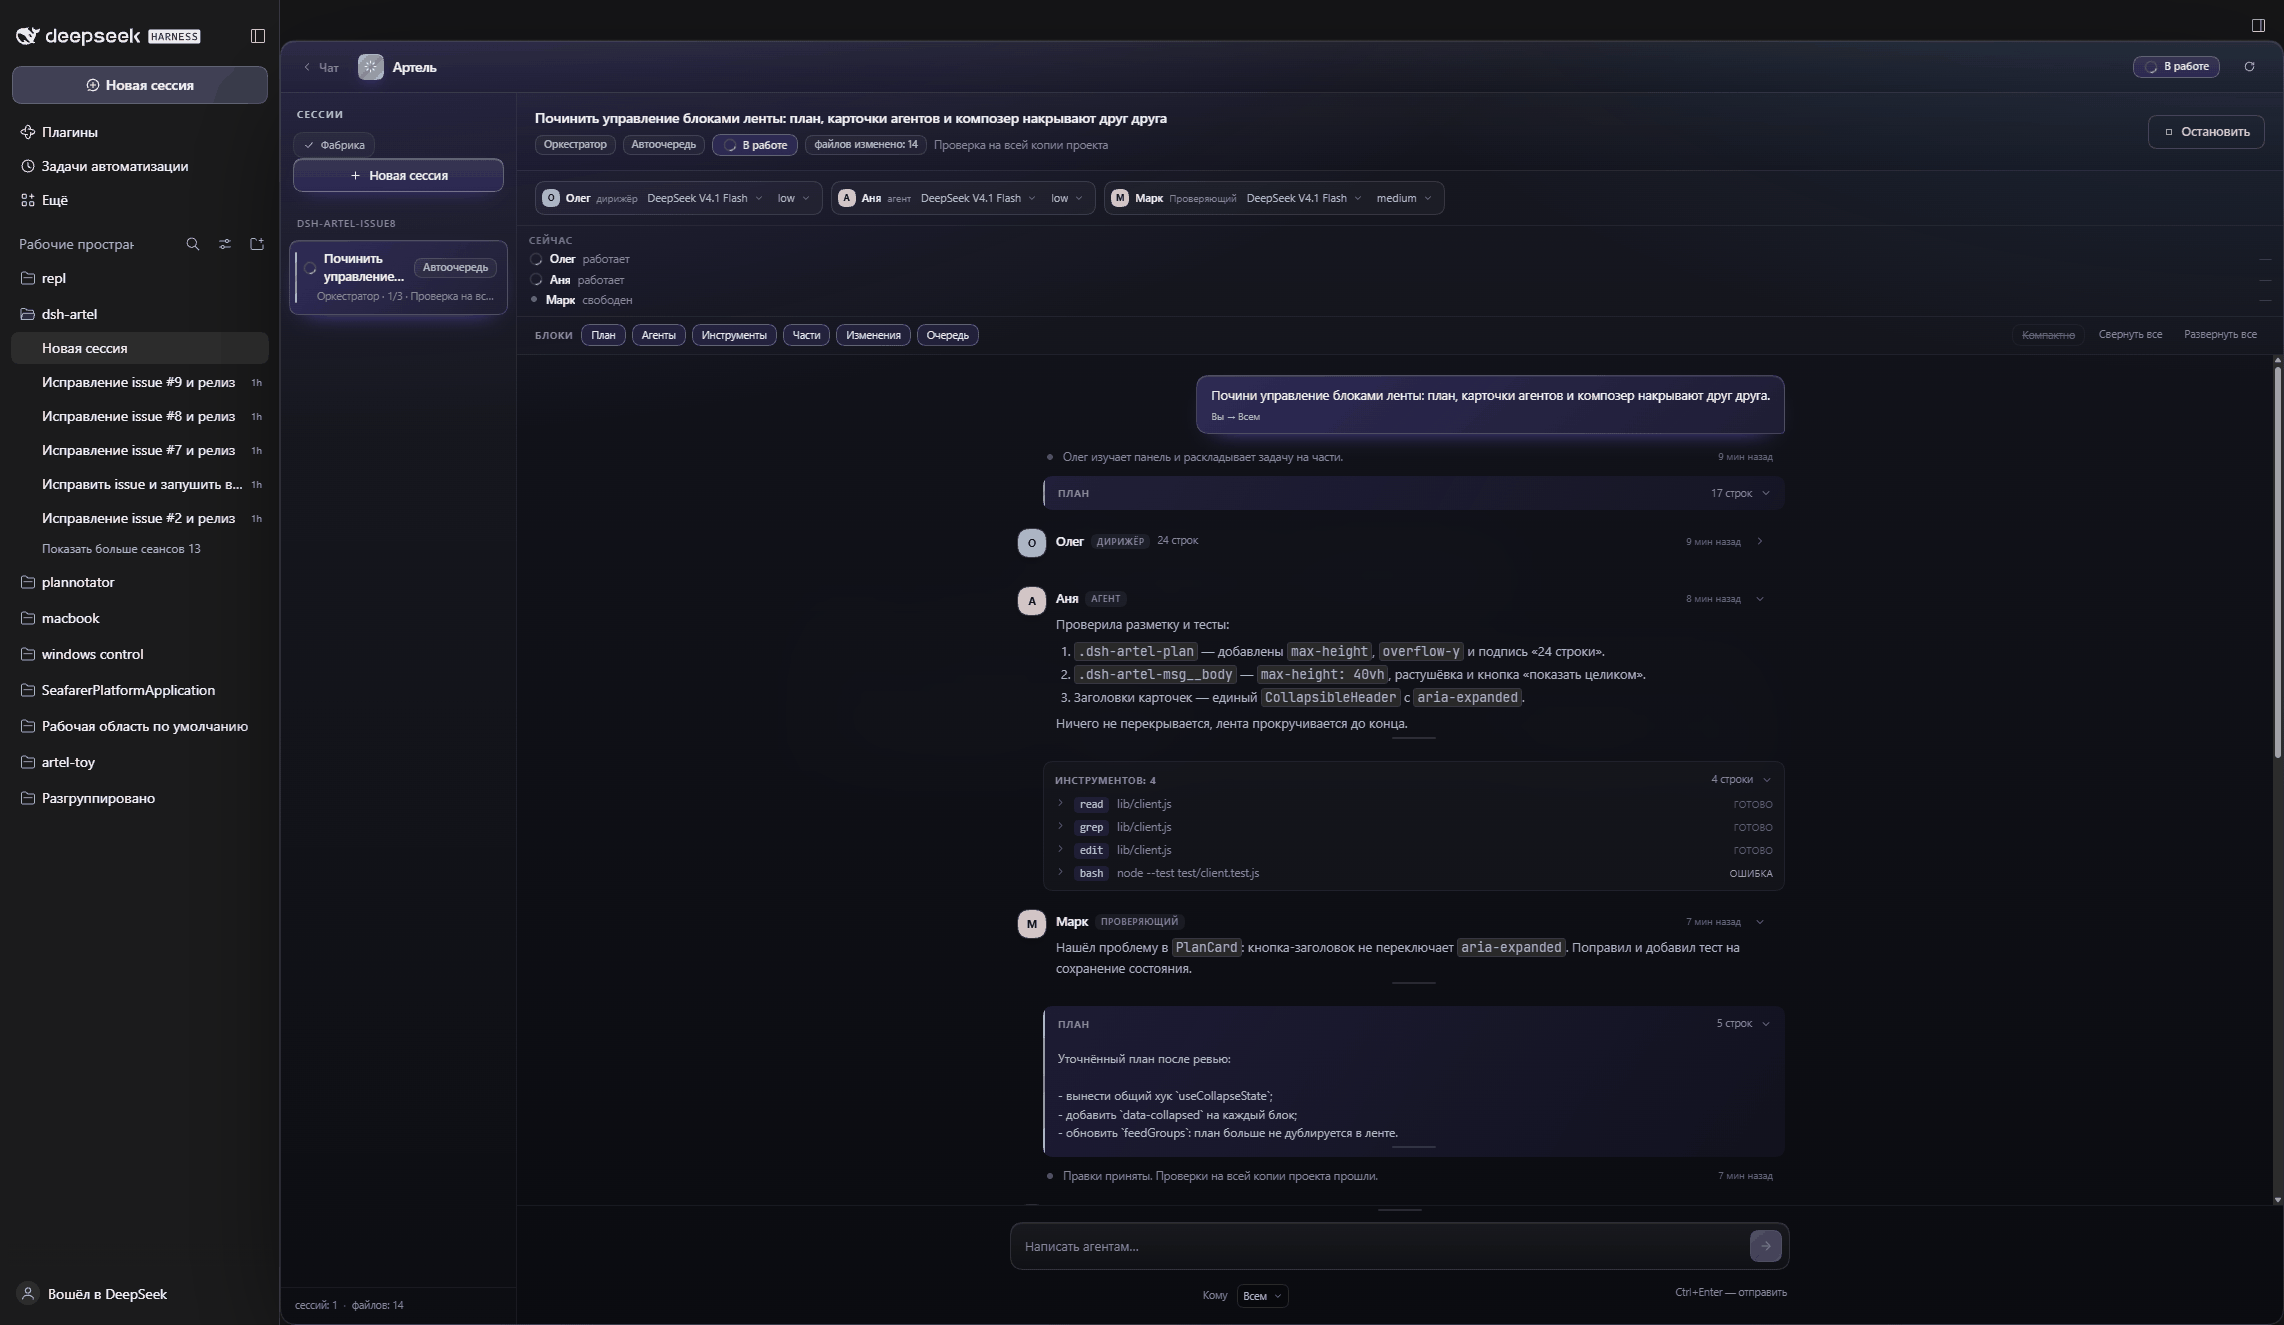 deepseek HARNESS
Новая сессия
Плагины
Задачи автоматизации
Ещё
Рабочие простран
repl
dsh-artel
Новая сессия
Исправление issue #9 и релиз 1h
Исправление issue #8 и релиз 1h
Исправление issue #7 и релиз 1h
Исправить issue и запушить в... 1h
Исправление issue #2 и релиз 1h
Показать больше сеансов 13
plannotator
macbook
windows control
SeafarerPlatformApplication
Рабочая область по умолчанию
artel-toy
Разгруппировано
Вошёл в DeepSeek
Чат
Артель
В работе
СЕССИИ
Фабрика
+ Новая сессия
DSH-ARTEL-ISSUE8
Починить управление...
Автоочередь
Оркестратор · 1/3 · Проверка на вс...
сессий: 1 · файлов: 14
Починить управление блоками ленты: план, карточки агентов и композер накрывают друг друга
Оркестратор Автоочередь В работе файлов изменено: 14 Проверка на всей копии проекта
Остановить
О Олег дирижёр DeepSeek V4.1 Flash low
А Аня агент DeepSeek V4.1 Flash low
М Марк Проверяющий DeepSeek V4.1 Flash medium
СЕЙЧАС
Олег работает —
Аня работает —
Марк свободен —
БЛОКИ План Агенты Инструменты Части Изменения Очередь
Компактно Свернуть все Развернуть все
Почини управление блоками ленты: план, карточки агентов и композер накрывают друг друга.
Вы → Всем
Олег изучает панель и раскладывает задачу на части. 9 мин назад
ПЛАН 17 строк
О Олег ДИРИЖЁР 24 строк 9 мин назад
А Аня АГЕНТ 8 мин назад
Проверила разметку и тесты:
1. .dsh-artel-plan — добавлены max-height, overflow-y и подпись «24 строки».
2. .dsh-artel-msg__body — max-height: 40vh, растушёвка и кнопка «показать целиком».
3. Заголовки карточек — единый CollapsibleHeader с aria-expanded.
Ничего не перекрывается, лента прокручивается до конца.
ИНСТРУМЕНТОВ: 4 4 строки
read lib/client.js ГОТОВО
grep lib/client.js ГОТОВО
edit lib/client.js ГОТОВО
bash node --test test/client.test.js ОШИБКА
М Марк ПРОВЕРЯЮЩИЙ 7 мин назад
Нашёл проблему в PlanCard: кнопка-заголовок не переключает aria-expanded. Поправил и добавил тест на
сохранение состояния.
ПЛАН 5 строк
Уточнённый план после ревью:
- вынести общий хук `useCollapseState`;
- добавить `data-collapsed` на каждый блок;
- обновить `feedGroups`: план больше не дублируется в ленте.
Правки приняты. Проверки на всей копии проекта прошли. 7 мин назад
Написать агентам...
Кому Всем
Ctrl+Enter — отправить